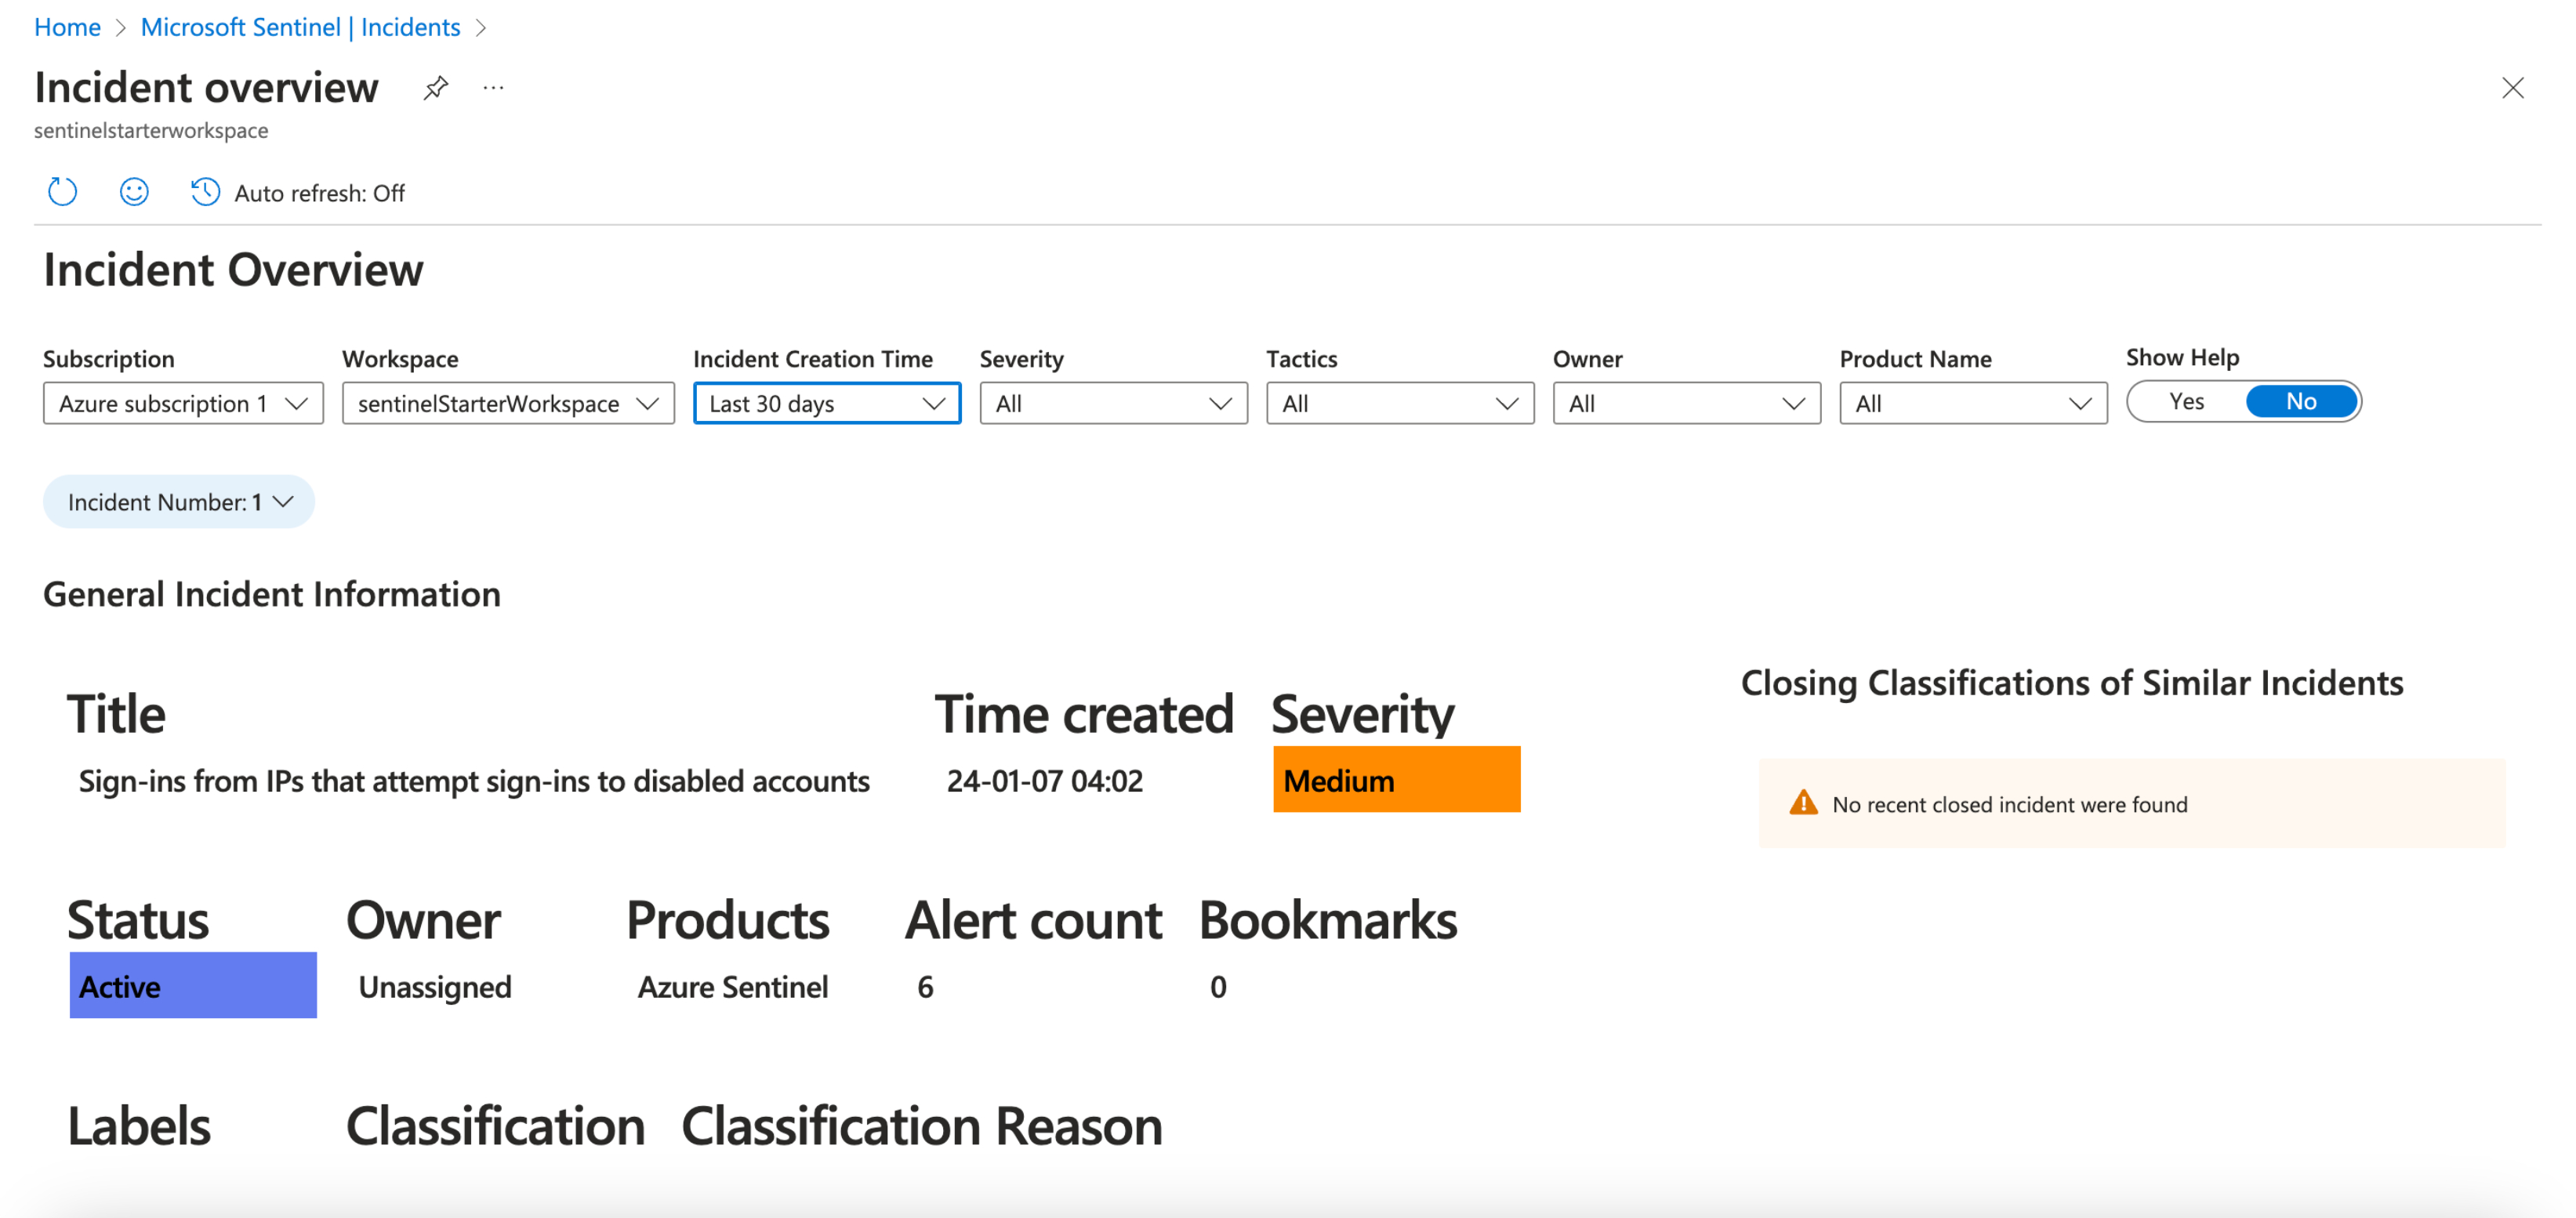 Home > Microsoft Sentinel | Incidents >
Incident overview ...
sentinelstarterworkspace
Auto refresh: Off
Incident Overview
Subscription Workspace Incident Creation Time Severity Tactics Owner Product Name Show Help
Azure subscription 1 sentinelStarterWorkspace Last 30 days All All All All Yes No
Incident Number: 1
General Incident Information
Closing Classifications of Similar Incidents
Title Time created Severity
Sign-ins from IPs that attempt sign-ins to disabled accounts 24-01-07 04:02 Medium
No recent closed incident were found
Status Owner Products Alert count Bookmarks
Active Unassigned Azure Sentinel 6 0
Labels Classification Classification Reason